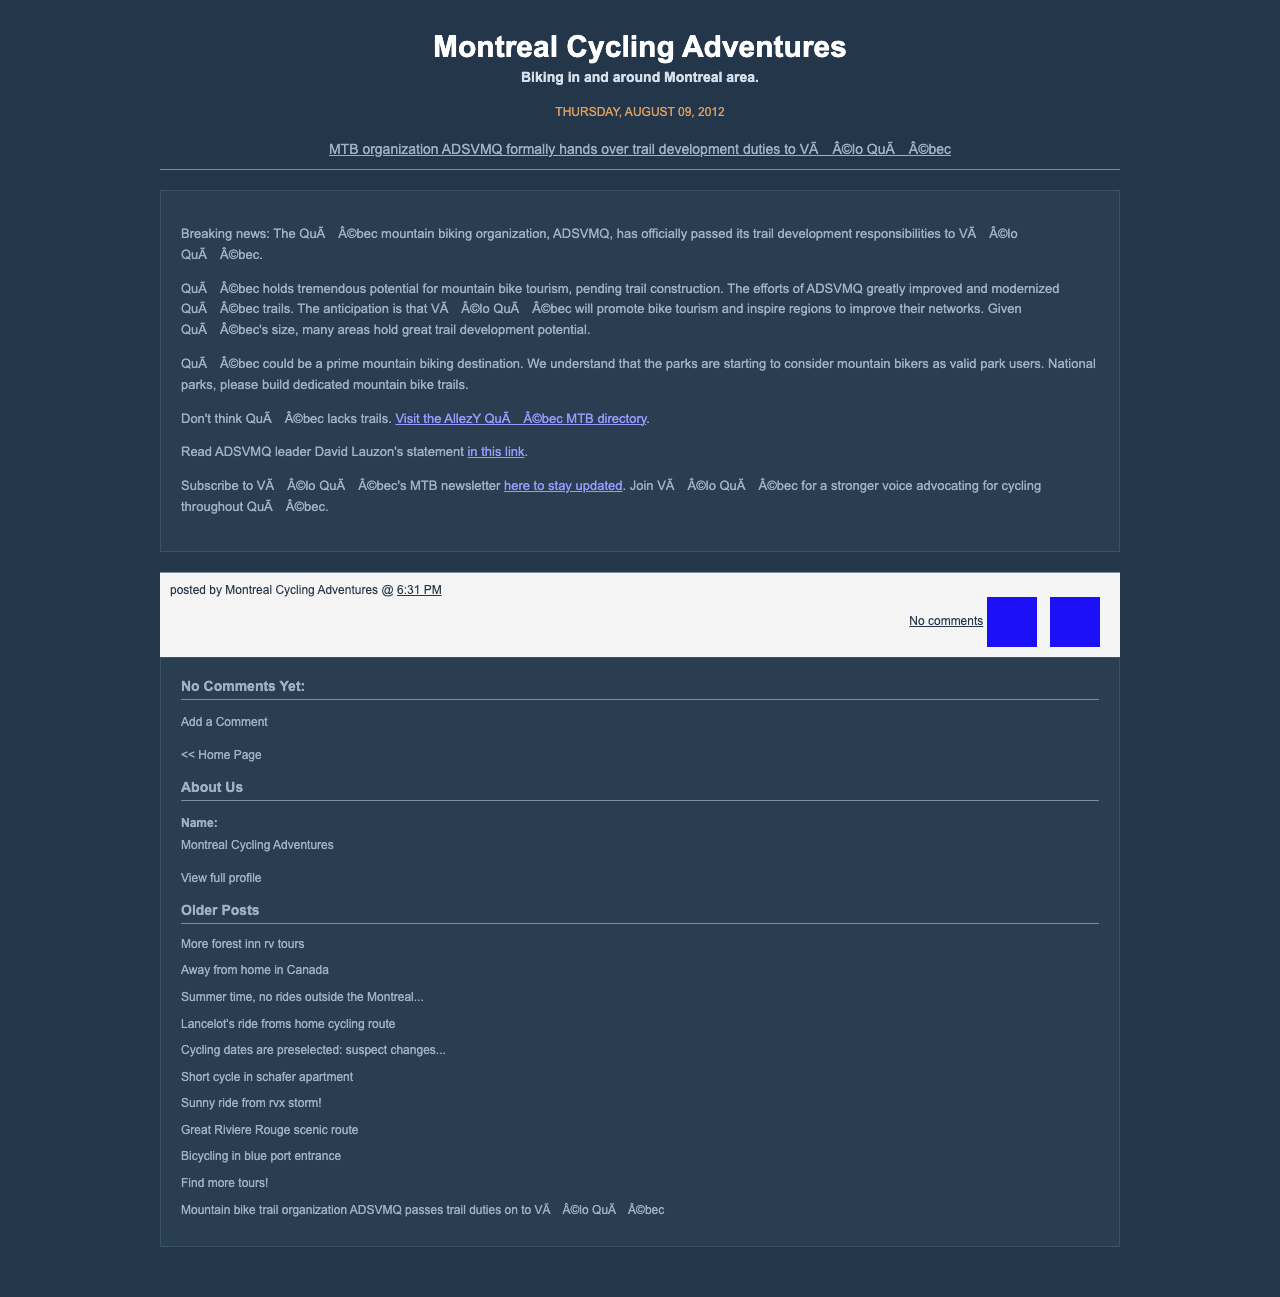 Montreal Cycling Adventures
Biking in and around Montreal area.
THURSDAY, AUGUST 09, 2012
MTB organization ADSVMQ formally hands over trail development duties to VÃ Â©lo QuÃ Â©bec
Breaking news: The QuÃ Â©bec mountain biking organization, ADSVMQ, has officially passed its trail development responsibilities to VÃ Â©lo
QuÃ Â©bec.
QuÃ Â©bec holds tremendous potential for mountain bike tourism, pending trail construction. The efforts of ADSVMQ greatly improved and modernized
QuÃ Â©bec trails. The anticipation is that VÃ Â©lo QuÃ Â©bec will promote bike tourism and inspire regions to improve their networks. Given
QuÃ Â©bec's size, many areas hold great trail development potential.
QuÃ Â©bec could be a prime mountain biking destination. We understand that the parks are starting to consider mountain bikers as valid park users. National
parks, please build dedicated mountain bike trails.
Don't think QuÃ Â©bec lacks trails. Visit the AllezY QuÃ Â©bec MTB directory.
Read ADSVMQ leader David Lauzon's statement in this link.
Subscribe to VÃ Â©lo QuÃ Â©bec's MTB newsletter here to stay updated. Join VÃ Â©lo QuÃ Â©bec for a stronger voice advocating for cycling
throughout QuÃ Â©bec.
posted by Montreal Cycling Adventures @ 6:31 PM
No comments
No Comments Yet:
Add a Comment
<< Home Page
About Us
Name:
Montreal Cycling Adventures
View full profile
Older Posts
More forest inn rv tours
Away from home in Canada
Summer time, no rides outside the Montreal...
Lancelot's ride froms home cycling route
Cycling dates are preselected: suspect changes...
Short cycle in schafer apartment
Sunny ride from rvx storm!
Great Riviere Rouge scenic route
Bicycling in blue port entrance
Find more tours!
Mountain bike trail organization ADSVMQ passes trail duties on to VÃ Â©lo QuÃ Â©bec